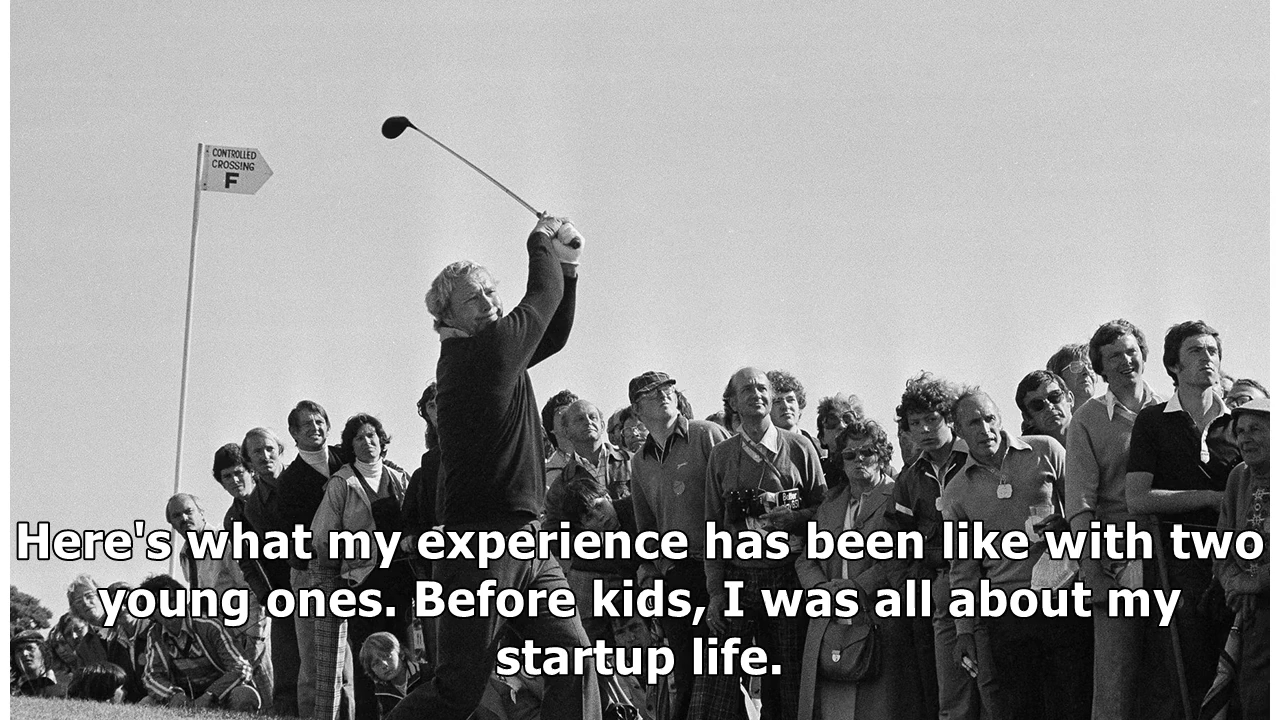 CONTROLLED
CROSSING
F
Here's what my experience has been like with two
young ones. Before kids, I was all about my
startup life.